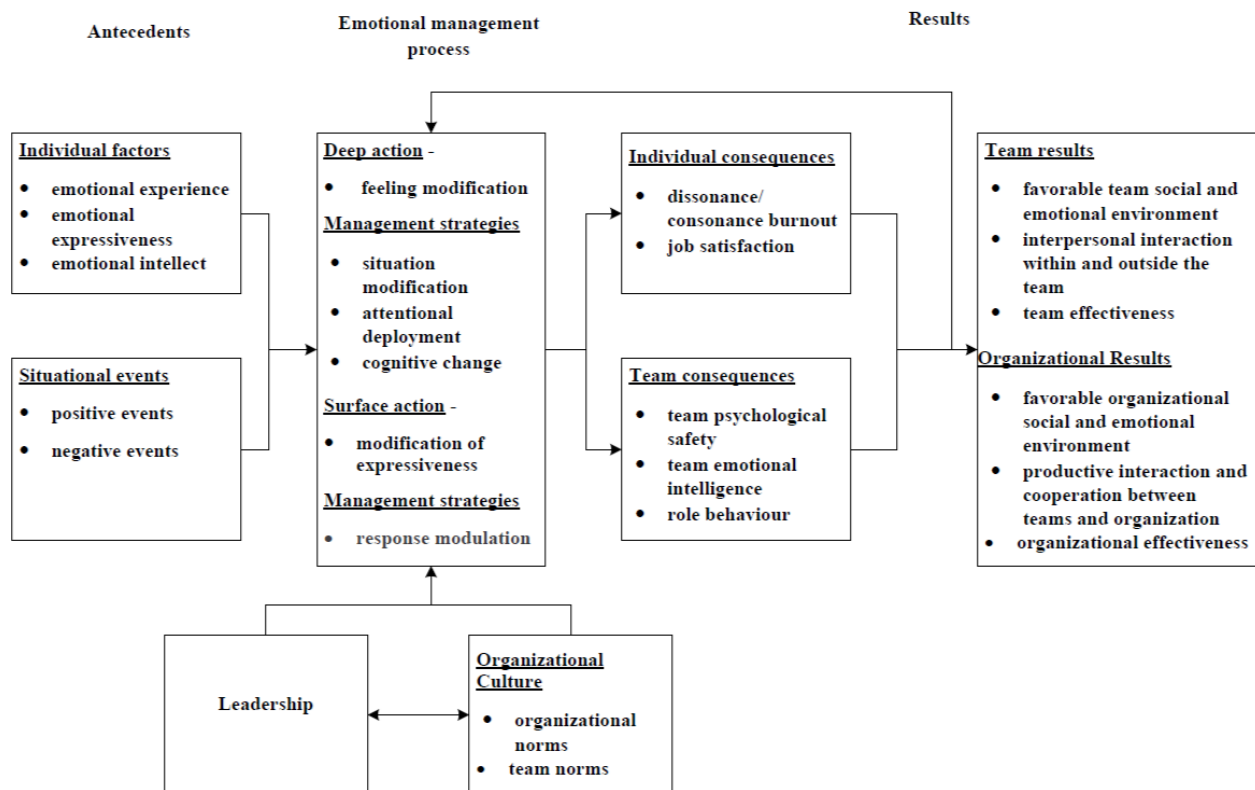 Antecedents
Emotional management
process
Results
Individual factors
• emotional experience
• emotional
expressiveness
• emotional intellect
Situational events
• positive events
• negative events
Deep action -
• feeling modification
Management strategies
• situation
modification
• attentional
deployment
• cognitive change
Surface action -
• modification of
expressiveness
Management strategies
• response modulation
Individual consequences
• dissonance/
consonance burnout
• job satisfaction
Team consequences
• team psychological
safety
• team emotional
intelligence
• role behaviour
Team results
• favorable team social and
emotional environment
• interpersonal interaction
within and outside the
team
• team effectiveness
Organizational Results
• favorable organizational
social and emotional
environment
• productive interaction and
cooperation between
teams and organization
• organizational effectiveness
Leadership
Organizational
Culture
• organizational
norms
• team norms